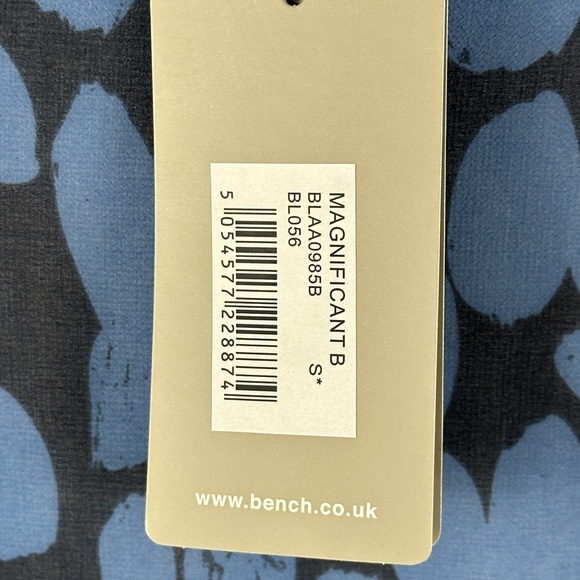 MAGNIFICANT B
BLAA0985B S*
BL056
5 054577 228874
www.bench.co.uk